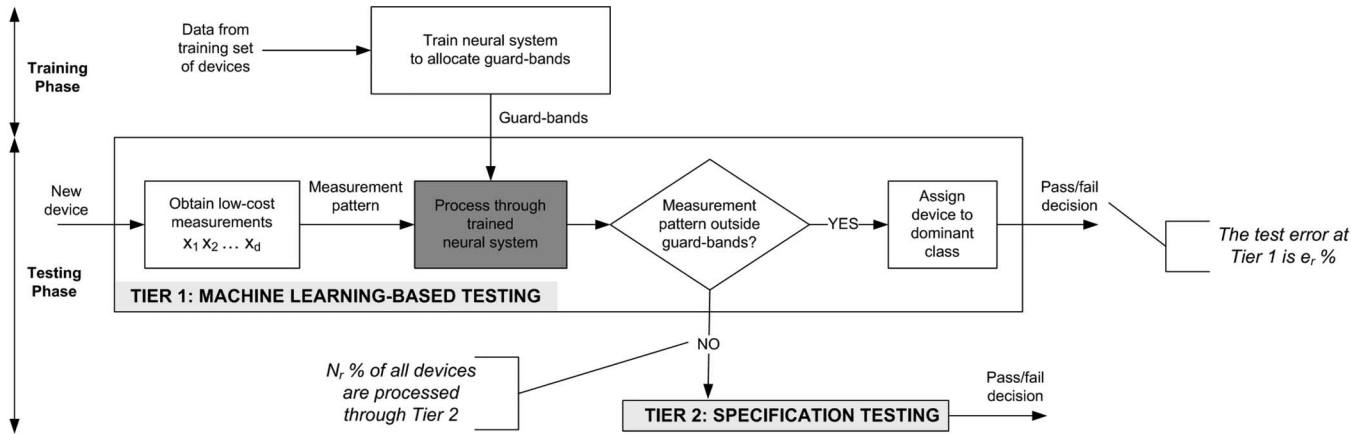 Training
Phase
Data from
training set
of devices
Train neural system
to allocate guard-bands
Guard-bands
Testing
Phase
New
device
Obtain low-cost
measurements
x₁ x₂ ... x_d
Measurement
pattern
Process through
trained
neural system
Measurement
pattern outside
guard-bands?
YES
Assign
device to
dominant
class
Pass/fail
decision
The test error at
Tier 1 is e_r %
TIER 1: MACHINE LEARNING-BASED TESTING
NO
N_r % of all devices
are processed
through Tier 2
TIER 2: SPECIFICATION TESTING
Pass/fail
decision